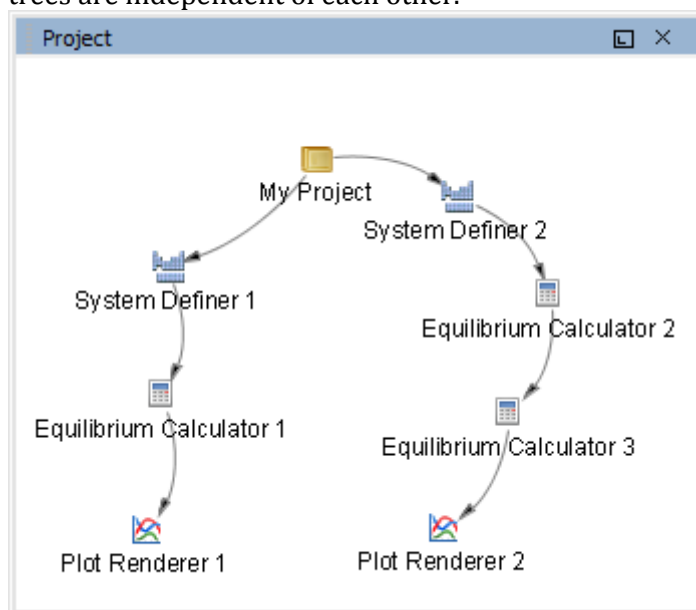 trees are independent of each other.
Project
My Project
System Definer 2
System Definer 1
Equilibrium Calculator 2
Equilibrium Calculator 1
Equilibrium Calculator 3
Plot Renderer 1
Plot Renderer 2